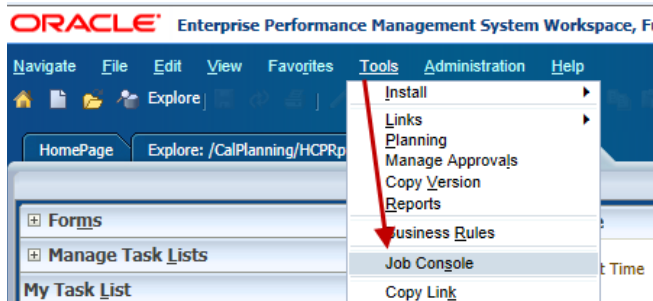 ORACLE Enterprise Performance Management System Workspace,
Navigate File Edit View Favorites Tools Administration Help
Explore
Install
Links
Planning
Manage Approvals
Copy Version
Reports
Business Rules
Job Console
Copy Link
HomePage Explore: /CalPlanning/HCPRp
Forms
Manage Task Lists
My Task List
t Time